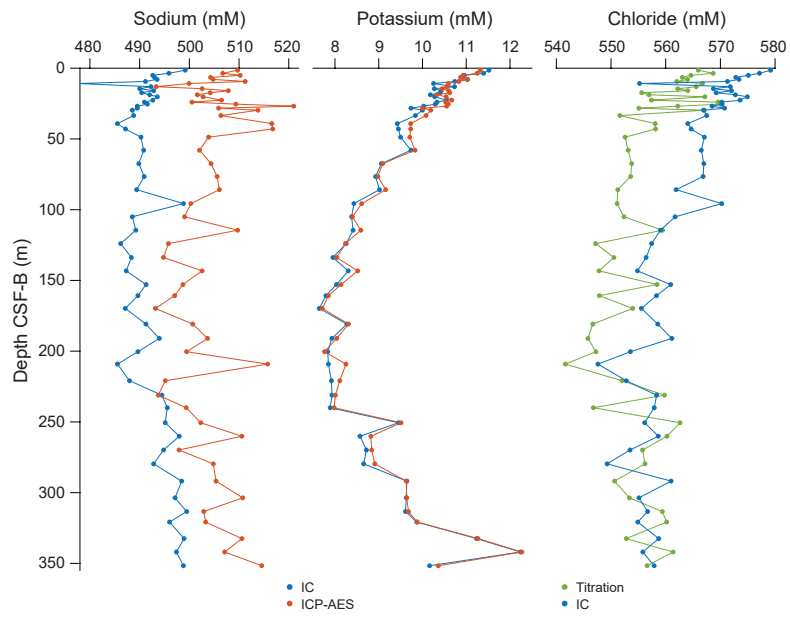 Sodium (mM) Potassium (mM) Chloride (mM)
480 490 500 510 520 8 9 10 11 12 540 550 560 570 580
0
50
100
150
200
250
300
350
Depth CSF-B (m)
IC Titration
ICP-AES IC